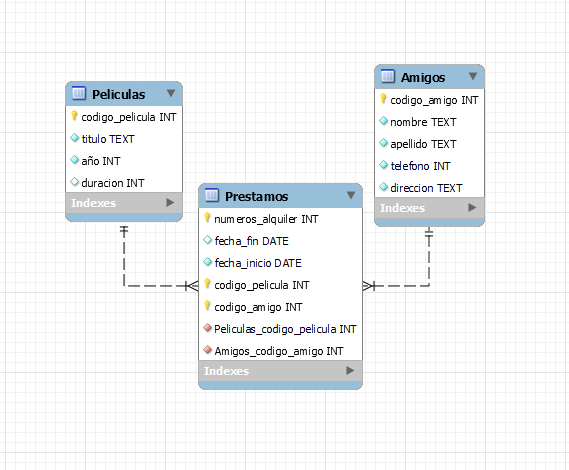 Peliculas
codigo_pelicula INT
titulo TEXT
año INT
duracion INT
Indexes
Amigos
codigo_amigo INT
nombre TEXT
apellido TEXT
telefono INT
direccion TEXT
Indexes
Prestamos
numeros_alquiler INT
fecha_fin DATE
fecha_inicio DATE
codigo_pelicula INT
codigo_amigo INT
Peliculas_codigo_pelicula INT
Amigos_codigo_amigo INT
Indexes